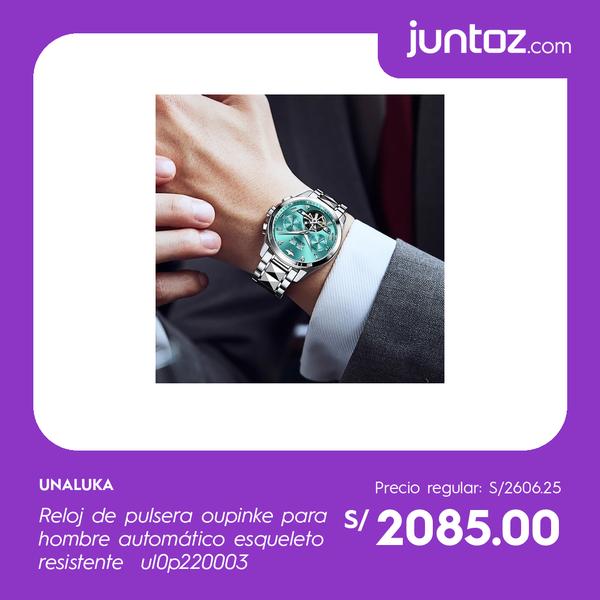 juntoz.com
UNALUKA
Reloj de pulsera oupinke para
hombre automático esqueleto
resistente ul0p220003
Precio regular: S/2606.25
S/ 2085.00